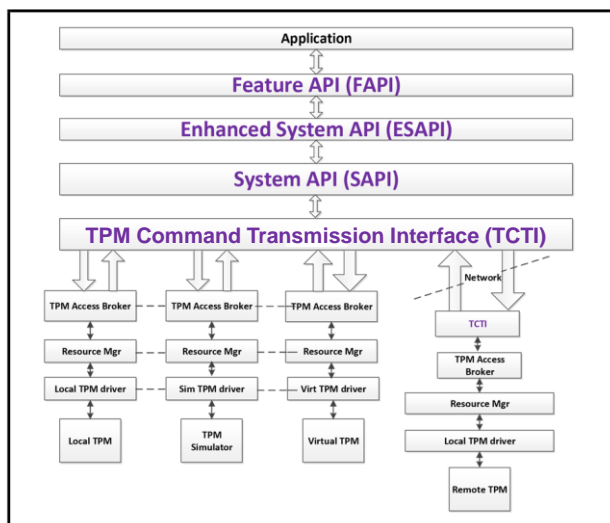 Application
Feature API (FAPI)
Enhanced System API (ESAPI)
System API (SAPI)
TPM Command Transmission Interface (TCTI)
Network
TPM Access Broker
TPM Access Broker
TPM Access Broker
TCTI
Resource Mgr
Resource Mgr
Resource Mgr
TPM Access
Broker
Local TPM driver
Sim TPM driver
Virt TPM driver
Resource Mgr
Local TPM
TPM
Simulator
Virtual TPM
Local TPM driver
Remote TPM